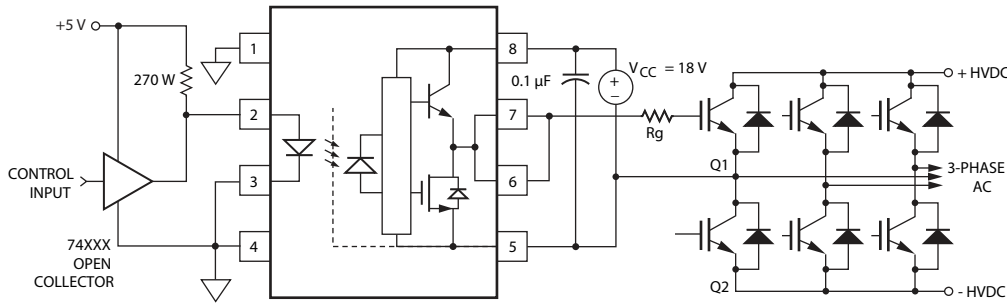 +5 V
270 W
CONTROL
INPUT
74XXX
OPEN
COLLECTOR
1
2
3
4
8
7
6
5
0.1 µF
VCC = 18 V
+
−
Rg
Q1
Q2
+ HVDC
3-PHASE
AC
- HVDC